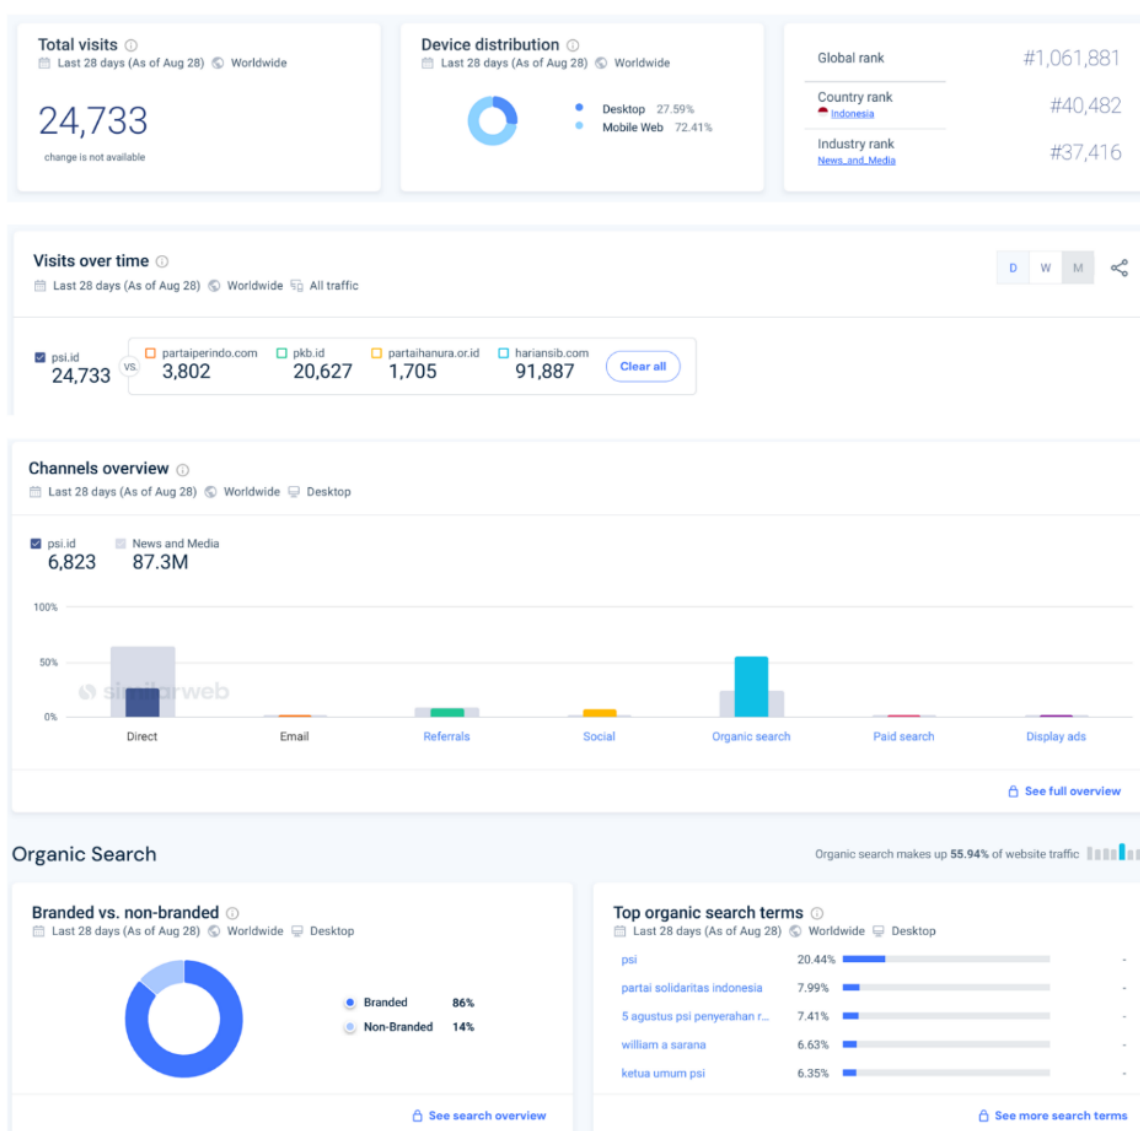 Total visits
Last 28 days (As of Aug 28) Worldwide
24,733
change is not available
Device distribution
Last 28 days (As of Aug 28) Worldwide
Desktop 27.59%
Mobile Web 72.41%
Global rank #1,061,881
Country rank
Indonesia
#40,482
Industry rank
News_and_Media
#37,416
Visits over time
Last 28 days (As of Aug 28) Worldwide All traffic
D W M
psi.id
24,733
vs.
partaiperindo.com
3,802
pkb.id
20,627
partaihanura.or.id
1,705
hariansib.com
91,887
Clear all
Channels overview
Last 28 days (As of Aug 28) Worldwide Desktop
psi.id
6,823
News and Media
87.3M
100%
50%
0%
similarweb
Direct Email Referrals Social Organic search Paid search Display ads
See full overview
Organic Search
Organic search makes up 55.94% of website traffic
Branded vs. non-branded
Last 28 days (As of Aug 28) Worldwide Desktop
Branded 86%
Non-Branded 14%
See search overview
Top organic search terms
Last 28 days (As of Aug 28) Worldwide Desktop
psi 20.44% -
partai solidaritas indonesia 7.99% -
5 agustus psi penyerahan r... 7.41% -
william a sarana 6.63% -
ketua umum psi 6.35% -
See more search terms